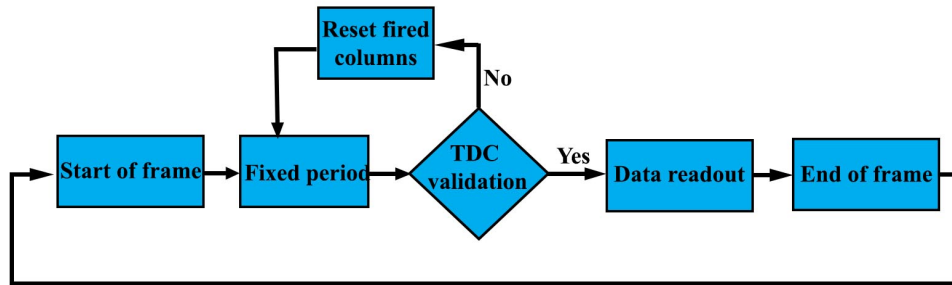 Reset fired
columns
No
Start of frame
Fixed period
TDC
validation
Yes
Data readout
End of frame